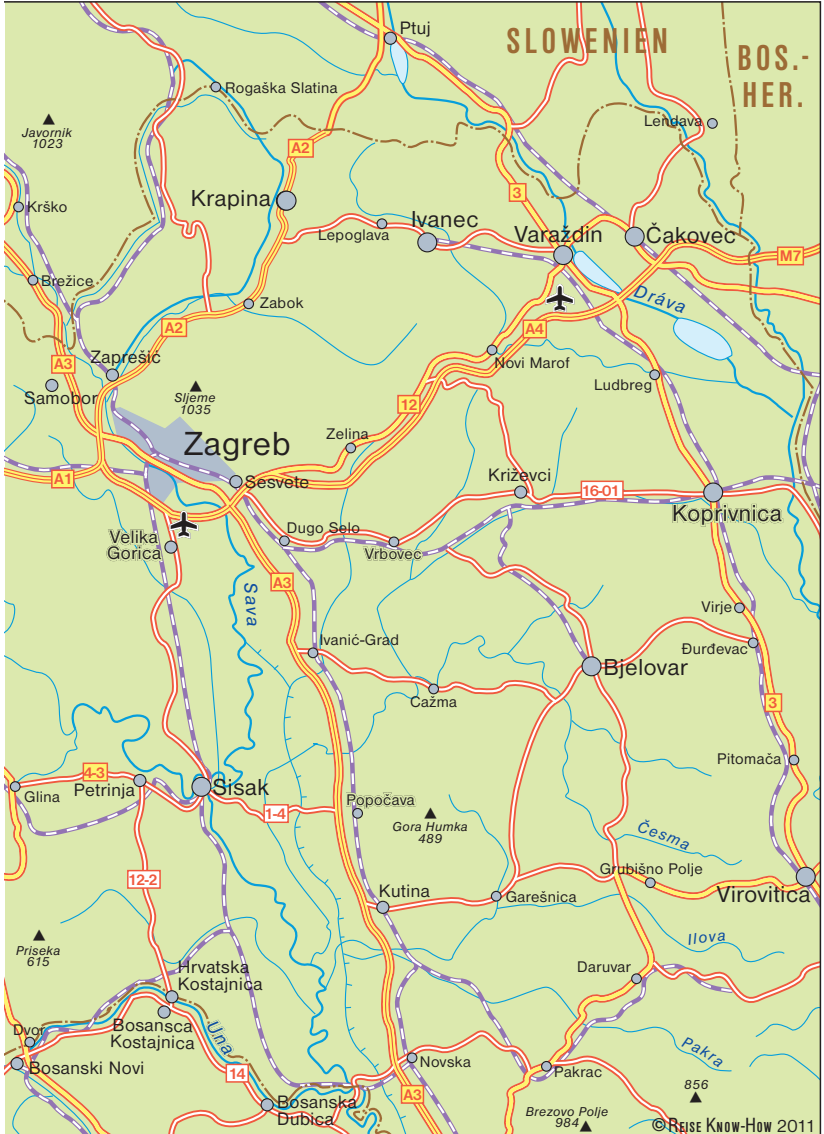 Ptuj
SLOWENIEN
BOS.-
HER.
Rogaška Slatina
Javornik
1023
Lendava
A2
3
Krapina
Krško
Lepoglava
Ivanec
Varaždin
Čakovec
M7
Brežice
Zabok
Dráva
A2
A4
A3
Zaprešić
Novi Marof
Samobor
Sljeme
1035
Ludbreg
12
Zagreb
Zelina
A1
Sesvete
Križevci
16-01
Koprivnica
Velika
Gorica
Dugo Selo
Vrbovec
A3
Sava
Virje
Ivanić-Grad
Đurđevac
Bjelovar
Čažma
3
Pitomača
4-3
Glina
Petrinja
Sisak
1-4
Popočava
Gora Humka
489
Česma
12-2
Grubišno Polje
Kutina
Garešnica
Virovitica
Priseka
615
Ilova
Hrvatska
Kostajnica
Daruvar
Bosansca
Kostajnica
Dvor
Una
Pakra
Bosanski Novi
14
Novska
Pakrac
A3
856
Bosanska
Dubica
Brezovo Polje
984
© REISE KNOW-HOW 2011